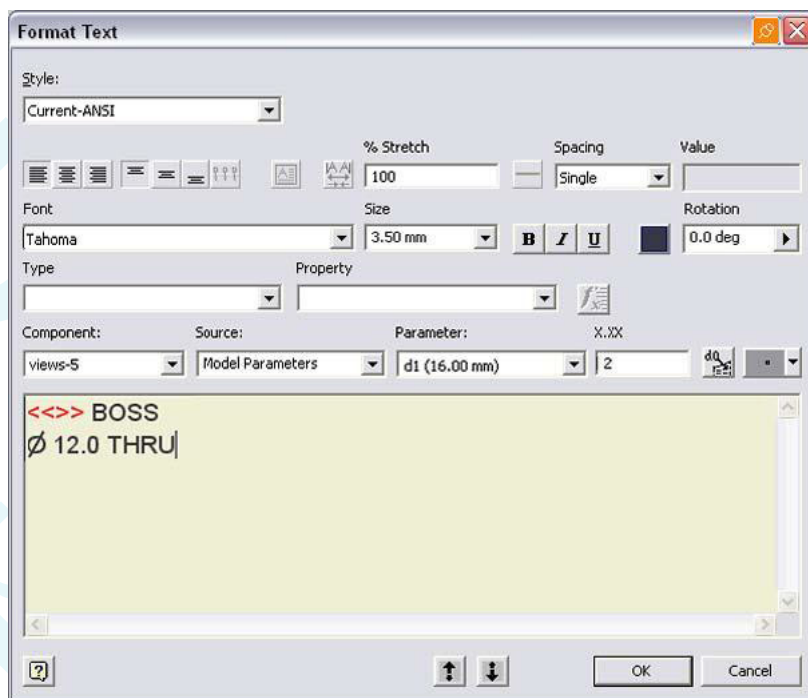 Format Text
Style:
Current-ANSI
% Stretch
Spacing
Value
100
Single
Font
Size
Rotation
Tahoma
3.50 mm
B I U
0.0 deg
Type
Property
Component:
Source:
Parameter:
X.XX
views-5
Model Parameters
d1 (16.00 mm)
2
<<>> BOSS
Ø 12.0 THRU
OK
Cancel